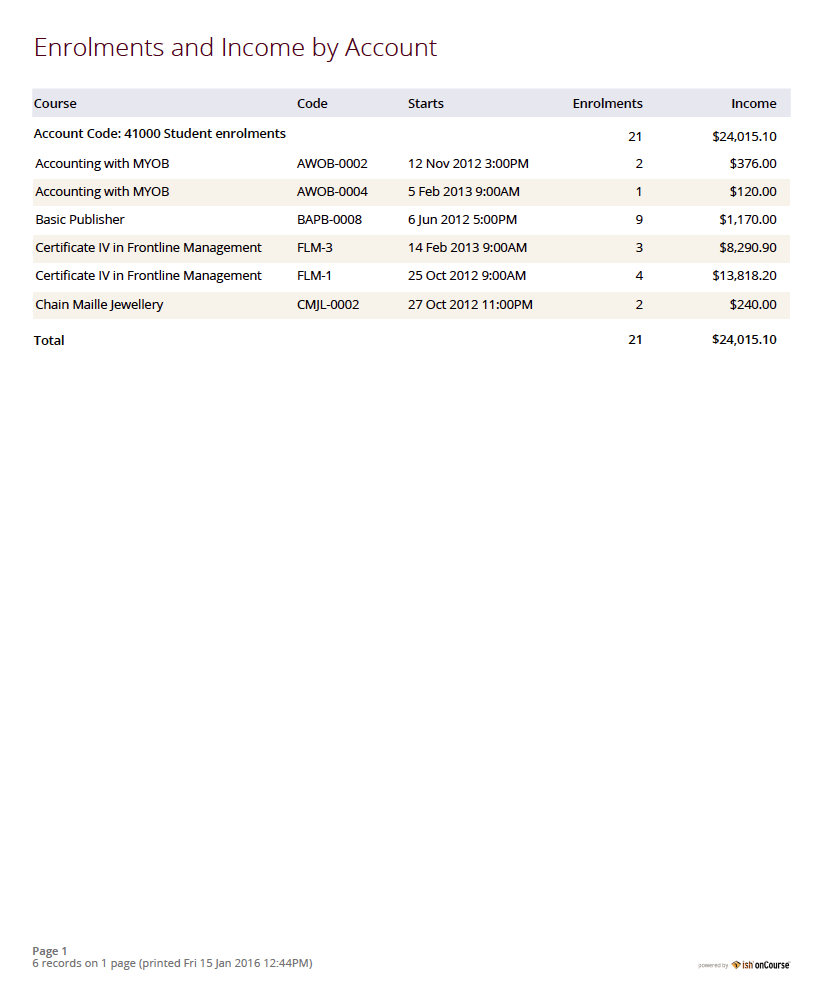 Enrolments and Income by Account
Course Code Starts Enrolments Income
Account Code: 41000 Student enrolments 21 $24,015.10
Accounting with MYOB AWOB-0002 12 Nov 2012 3:00PM 2 $376.00
Accounting with MYOB AWOB-0004 5 Feb 2013 9:00AM 1 $120.00
Basic Publisher BAPB-0008 6 Jun 2012 5:00PM 9 $1,170.00
Certificate IV in Frontline Management FLM-3 14 Feb 2013 9:00AM 3 $8,290.90
Certificate IV in Frontline Management FLM-1 25 Oct 2012 9:00AM 4 $13,818.20
Chain Maille Jewellery CMJL-0002 27 Oct 2012 11:00PM 2 $240.00
Total 21 $24,015.10
Page 1
6 records on 1 page (printed Fri 15 Jan 2016 12:44PM)
powered by ish onCourse